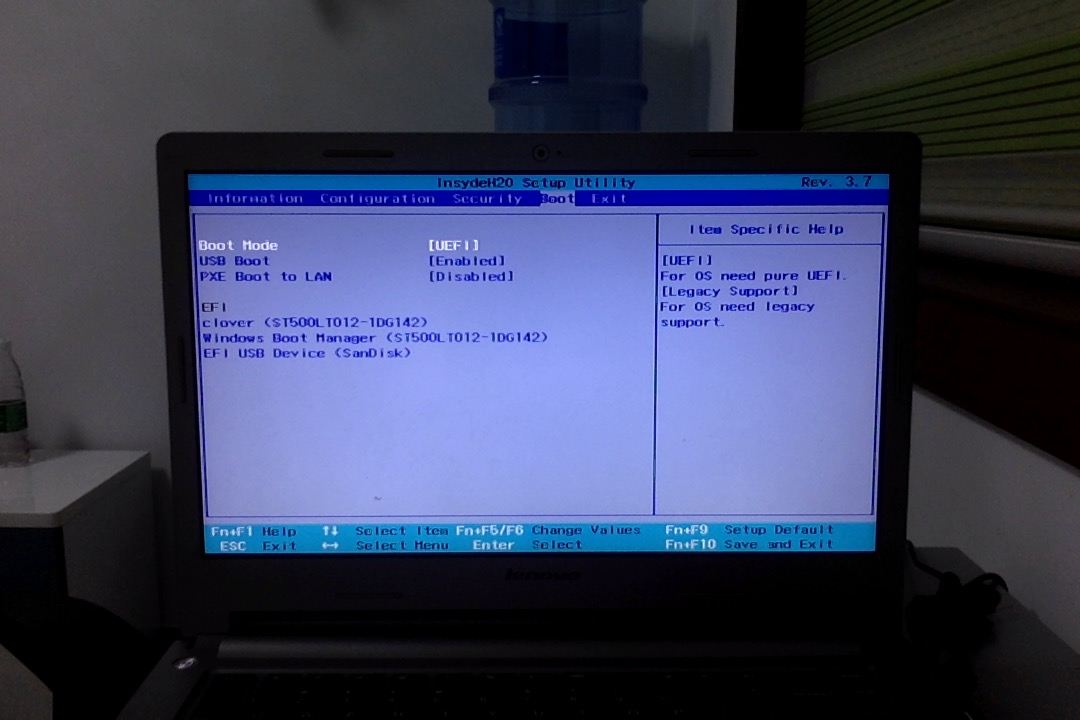 InsydeH20 Setup Utility Rev. 3.7
Information Configuration Security Boot Exit
Item Specific Help
Boot Mode [UEFI]
USB Boot [Enabled]
PXE Boot to LAN [Disabled]
EFI
clover (ST500LT012-1DG142)
Windows Boot Manager (ST500LT012-1DG142)
EFI USB Device (SanDisk)
[UEFI]
For OS need pure UEFI.
[Legacy Support]
For OS need legacy
support.
Fn+F1 Help ↑↓ Select Item Fn+F5/F6 Change Values Fn+F9 Setup Default
ESC Exit ↔ Select Menu Enter Select Fn+F10 Save and Exit
lenovo